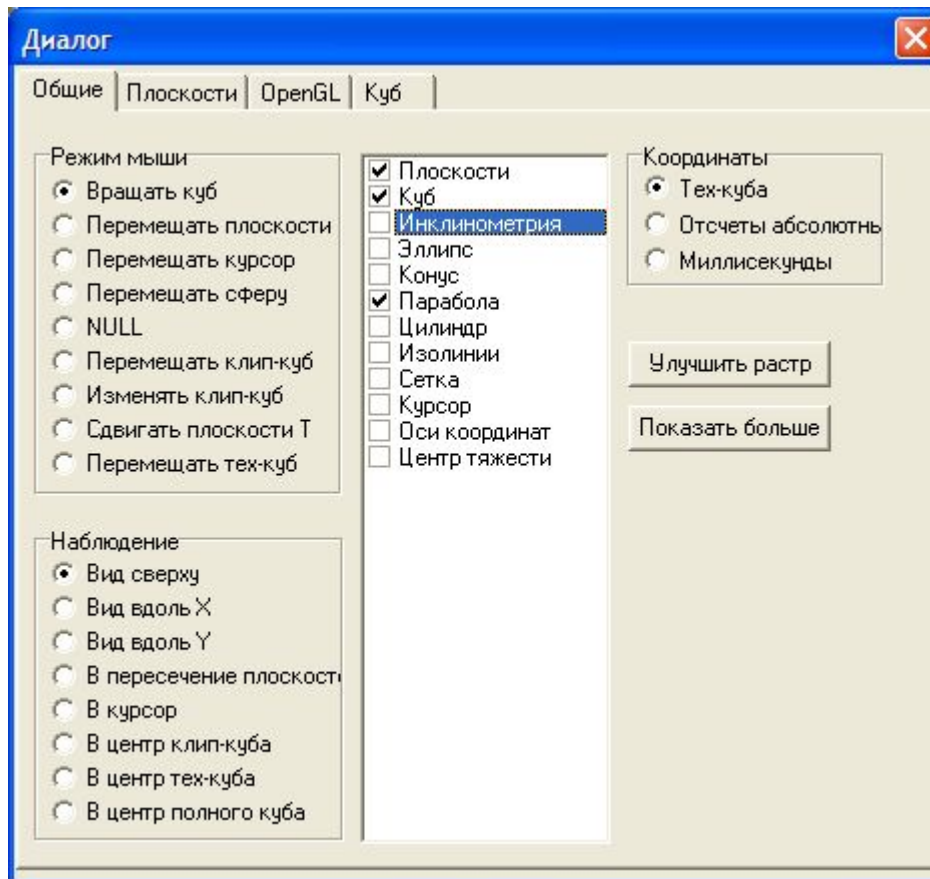 Диалог
Общие
Плоскости
OpenGL
Куб
Режим мыши
Вращать куб
Перемещать плоскости
Перемещать курсор
Перемещать сферу
NULL
Перемещать клип-куб
Изменять клип-куб
Сдвигать плоскости Т
Перемещать тех-куб
Наблюдение
Вид сверху
Вид вдоль X
Вид вдоль Y
В пересечение плоскост
В курсор
В центр клип-куба
В центр тех-куба
В центр полного куба
Плоскости
Куб
Инклинометрия
Эллипс
Конус
Парабола
Цилиндр
Изолинии
Сетка
Курсор
Оси координат
Центр тяжести
Координаты
Тех-куба
Отсчеты абсолютны
Миллисекунды
Улучшить растр
Показать больше